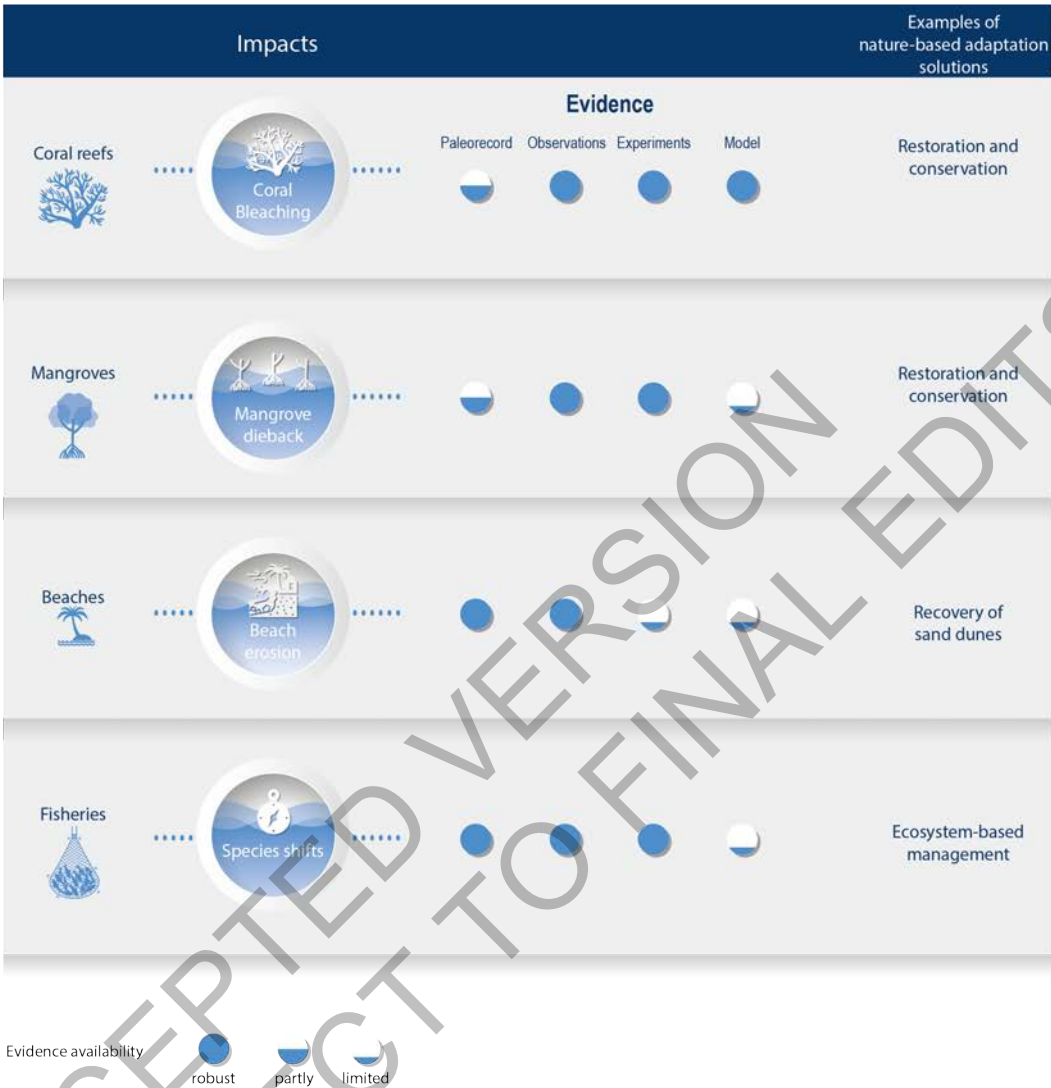 Impacts
Examples of
nature-based adaptation
solutions
Evidence
Paleorecord Observations Experiments Model
Coral reefs
Coral
Bleaching
Restoration and
conservation
Mangroves
Mangrove
dieback
Restoration and
conservation
Beaches
Beach
erosion
Recovery of
sand dunes
Fisheries
Species shifts
Ecosystem-based
management
Evidence availability
robust partly limited
CEPTED VERSION
CT TO FINAL EDITS